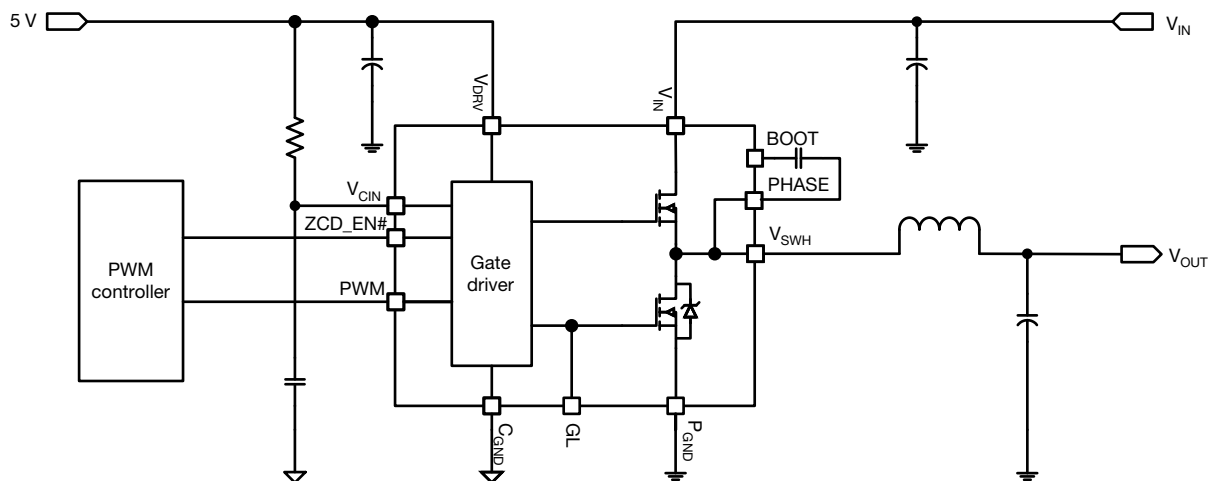 5 V
V_IN
V_DRV
V_IN
BOOT
PHASE
V_CIN
ZCD_EN#
V_SWH
PWM
controller
Gate
driver
PWM
V_OUT
C_GND
GL
P_GND